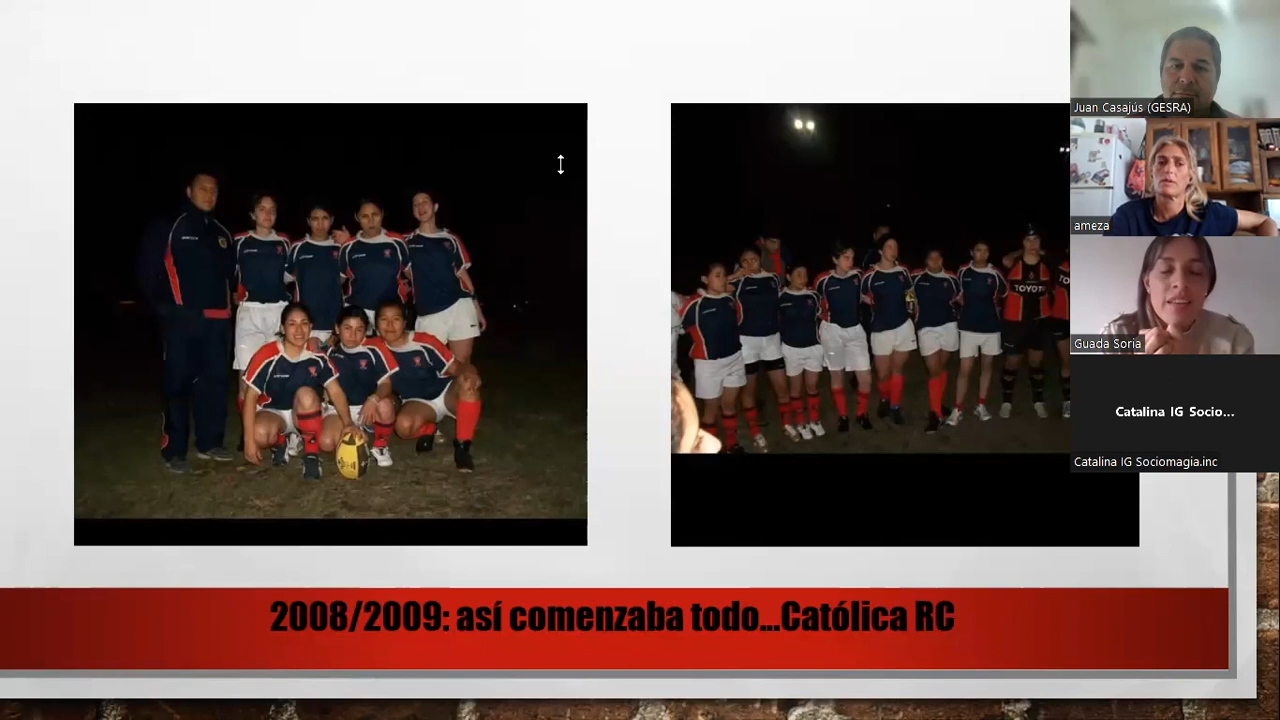 2008/2009: así comenzaba todo...Católica RC
TOYOTA
Juan Casajús (GESRA)
ameza
Guada Soria
Catalina IG Socio...
Catalina IG Sociomagia.inc